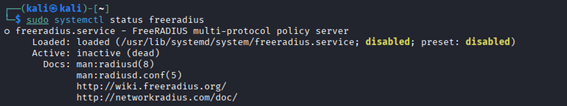 ┌──(kali㉿kali)-[~]
└─$ sudo systemctl status freeradius
○ freeradius.service - FreeRADIUS multi-protocol policy server
Loaded: loaded (/usr/lib/systemd/system/freeradius.service; disabled; preset: disabled)
Active: inactive (dead)
Docs: man:radiusd(8)
man:radiusd.conf(5)
http://wiki.freeradius.org/
http://networkradius.com/doc/